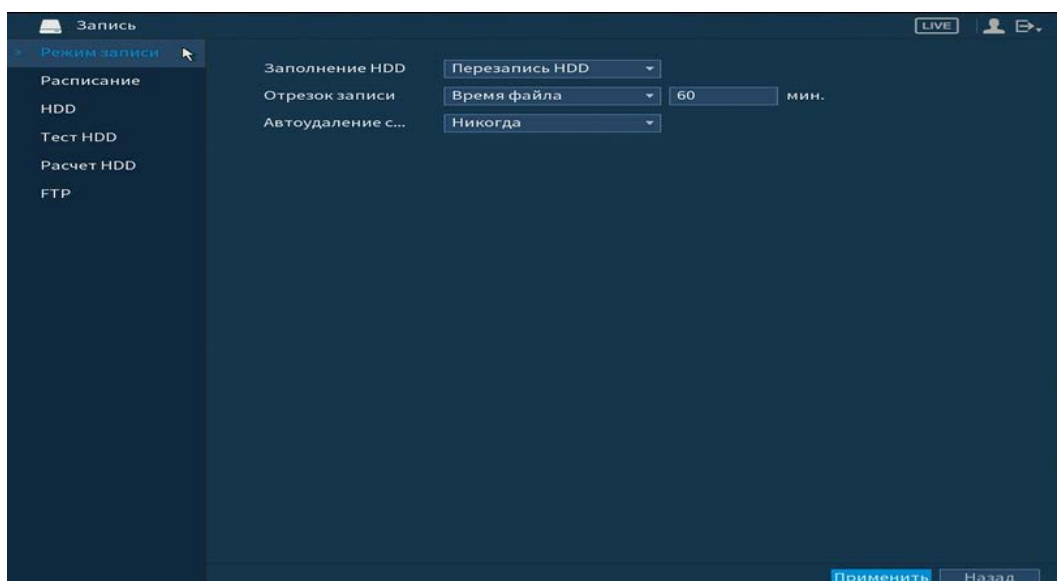 Запись
LIVE
> Режим записи
Расписание
HDD
Тест HDD
Расчет HDD
FTP
Заполнение HDD Перезапись HDD
Отрезок записи Время файла 60 мин.
Автоудаление с... Никогда
Применить Назад